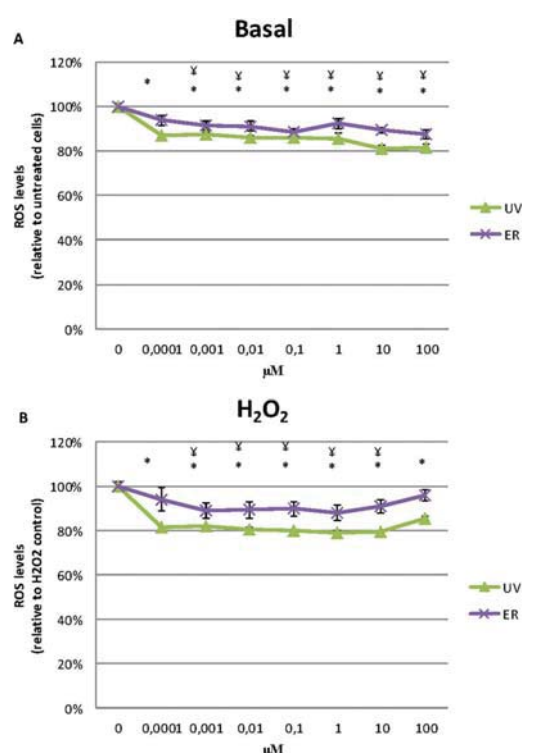 A
Basal
120%
¥ ¥ ¥ ¥ ¥ ¥
* * * * * * *
100%
80%
60%
40%
20%
0%
ROS levels
(relative to untreated cells)
UV
ER
0 0,0001 0,001 0,01 0,1 1 10 100
µM
B
H₂O₂
120%
¥ ¥ ¥ ¥ ¥
* * * * * * *
100%
80%
60%
40%
20%
0%
ROS levels
(relative to H2O2 control)
UV
ER
0 0,0001 0,001 0,01 0,1 1 10 100
µM